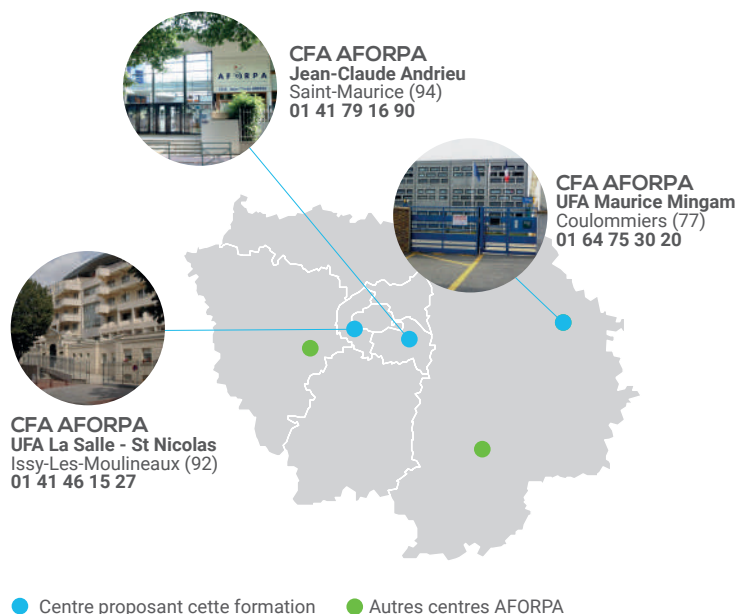 CFA AFORPA
Jean-Claude Andrieu
Saint-Maurice (94)
01 41 79 16 90
AFORPA
CFA AFORPA
UFA Maurice Mingam
Coulommiers (77)
01 64 75 30 20
CFA AFORPA
UFA La Salle - St Nicolas
Issy-Les-Moulineaux (92)
01 41 46 15 27
Centre proposant cette formation
Autres centres AFORPA